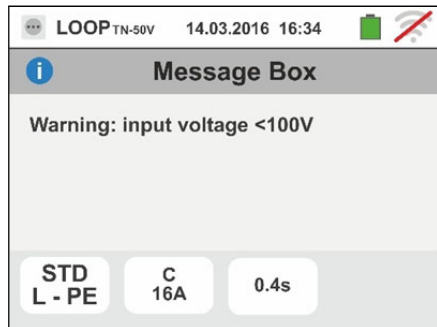 LOOP TN-50V 14.03.2016 16:34
Message Box
Warning: input voltage <100V
STD
L - PE
C
16A
0.4s